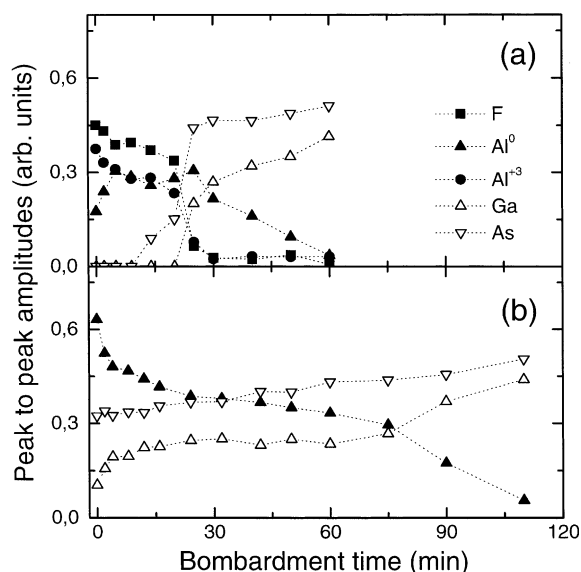 Peak to peak amplitudes (arb. units)
(a)
0,6
0,3
0,0
F
Al0
Al+3
Ga
As
(b)
0,6
0,3
0,0
0 30 60 90 120
Bombardment time (min)